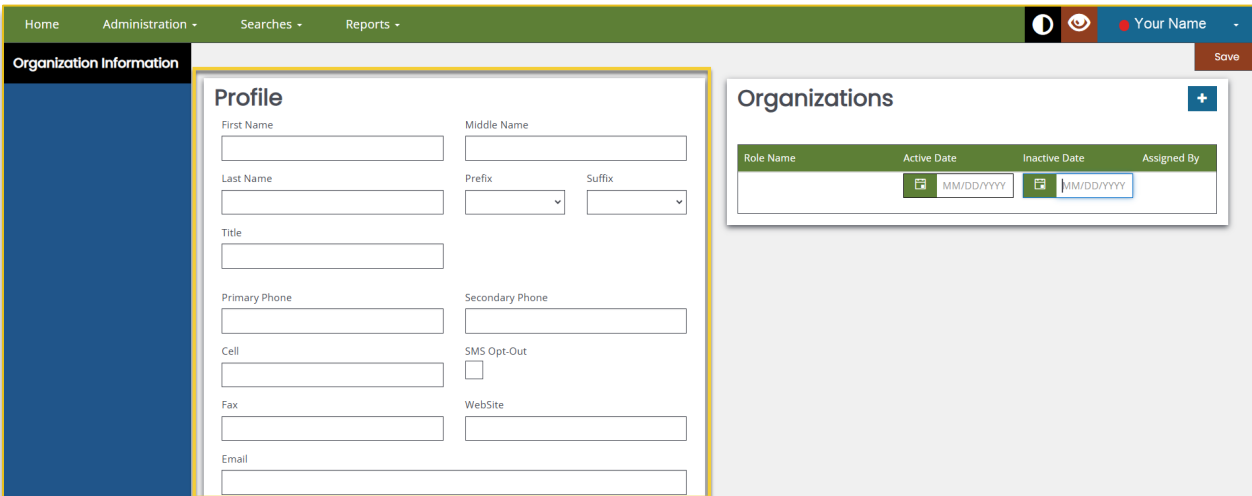 Home Administration Searches Reports Your Name
Organization Information
Save
Profile
First Name Middle Name
Last Name Prefix Suffix
Title
Primary Phone Secondary Phone
Cell SMS Opt-Out
Fax WebSite
Email
Organizations
+
Role Name Active Date Inactive Date Assigned By
MM/DD/YYYY MM/DD/YYYY